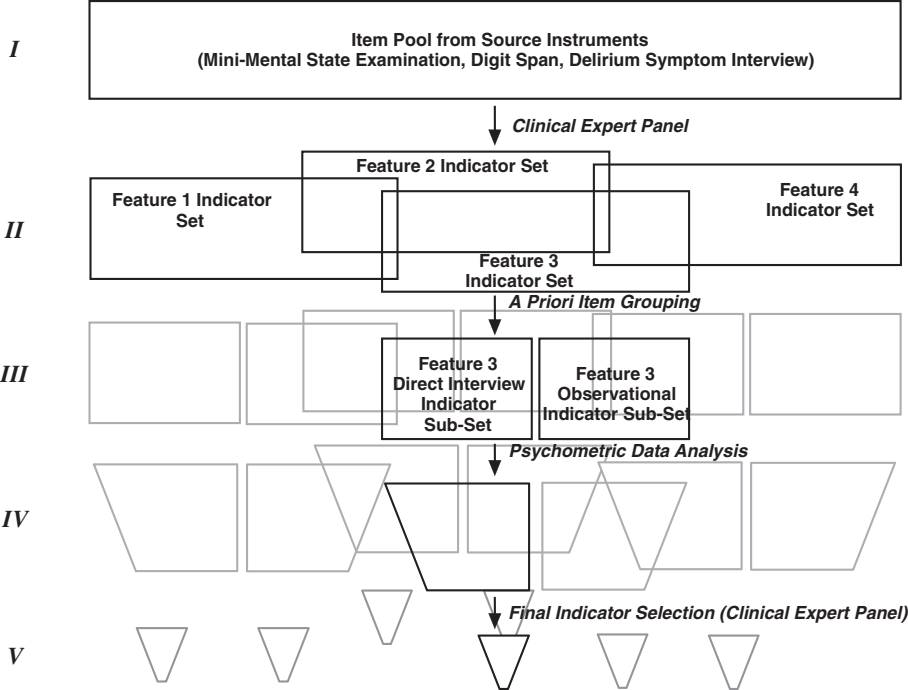 I
Item Pool from Source Instruments
(Mini-Mental State Examination, Digit Span, Delirium Symptom Interview)
Clinical Expert Panel
II
Feature 1 Indicator
Set
Feature 2 Indicator Set
Feature 3
Indicator Set
Feature 4
Indicator Set
A Priori Item Grouping
III
Feature 3
Direct Interview
Indicator
Sub-Set
Feature 3
Observational
Indicator Sub-Set
Psychometric Data Analysis
IV
Final Indicator Selection (Clinical Expert Panel)
V